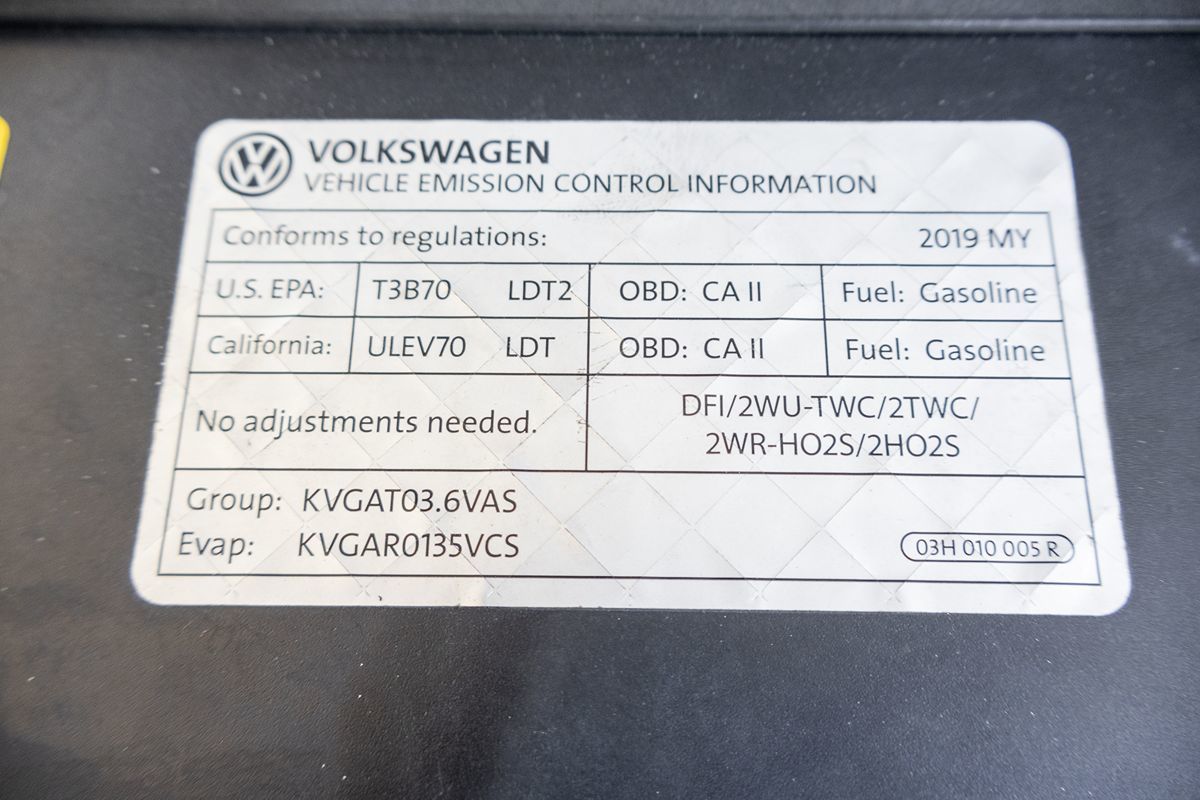 VOLKSWAGEN
VEHICLE EMISSION CONTROL INFORMATION
Conforms to regulations: 2019 MY
U.S. EPA: T3B70 LDT2 OBD: CA II Fuel: Gasoline
California: ULEV70 LDT OBD: CA II Fuel: Gasoline
No adjustments needed.
DFI/2WU-TWC/2TWC/
2WR-HO2S/2HO2S
Group: KVGAT03.6VAS
Evap: KVGAR0135VCS
03H 010 005 R